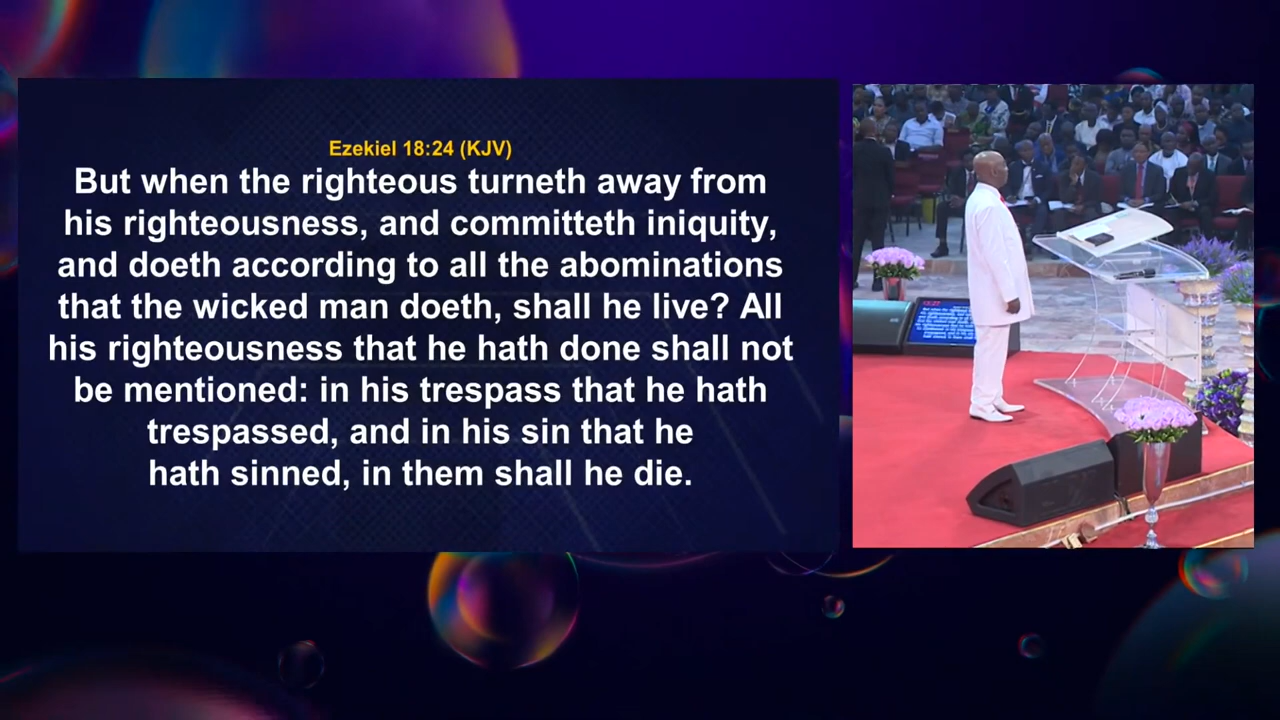 Ezekiel 18:24 (KJV)
But when the righteous turneth away from
his righteousness, and committeth iniquity,
and doeth according to all the abominations
that the wicked man doeth, shall he live? All
his righteousness that he hath done shall not
be mentioned: in his trespass that he hath
trespassed, and in his sin that he
hath sinned, in them shall he die.